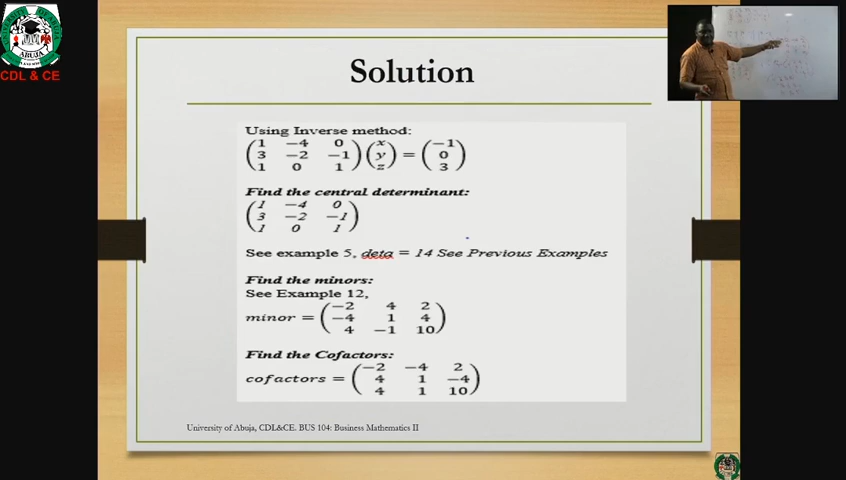 UNIVERSITY OF ABUJA
ABUJA
CDL & CE
Solution
Using Inverse method:
(1 −4 0) (x) (−1)
(3 −2 −1) (y) = (0)
(1 0 1) (z) (3)
Find the central determinant:
(1 −4 0)
(3 −2 −1)
(1 0 1)
See example 5, deta = 14 See Previous Examples
Find the minors:
See Example 12,
(−2 4 2)
minor = (−4 1 4)
(4 −1 10)
Find the Cofactors:
(−2 −4 2)
cofactors = (4 1 −4)
(4 1 10)
University of Abuja, CDL&CE. BUS 104: Business Mathematics II